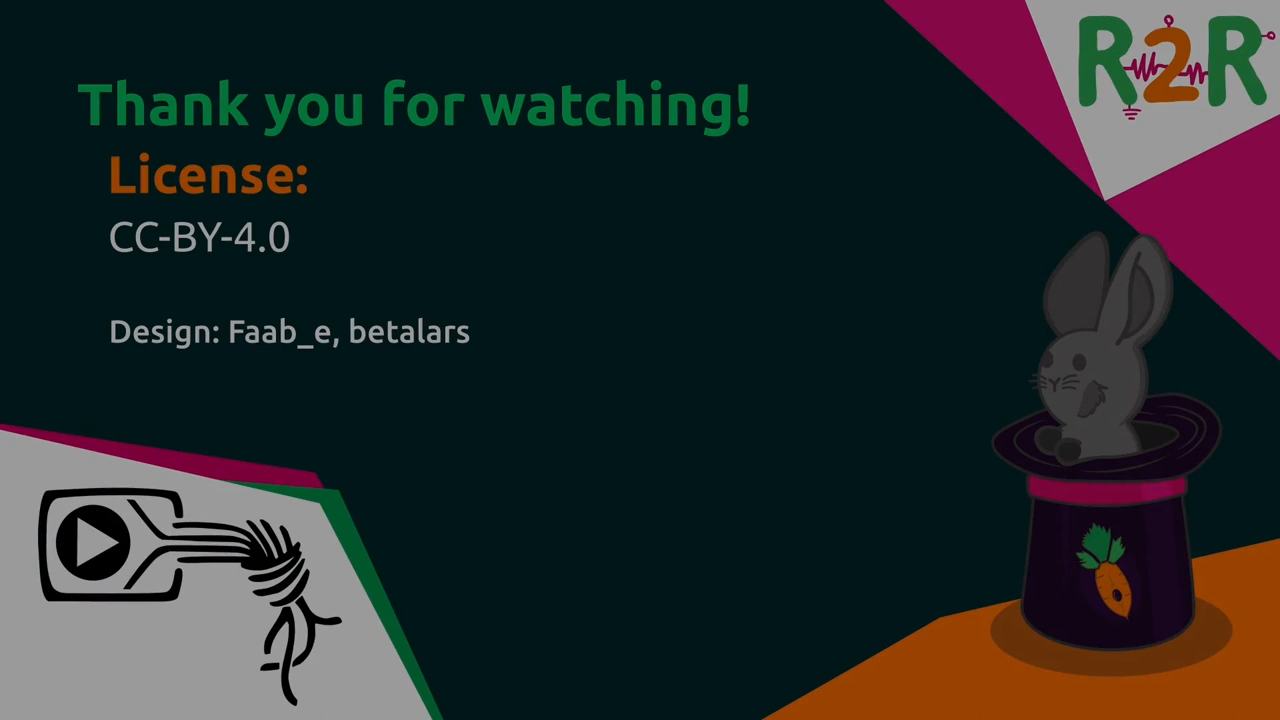 Thank you for watching!
R2R
License:
CC-BY-4.0
Design: Faab_e, betalars